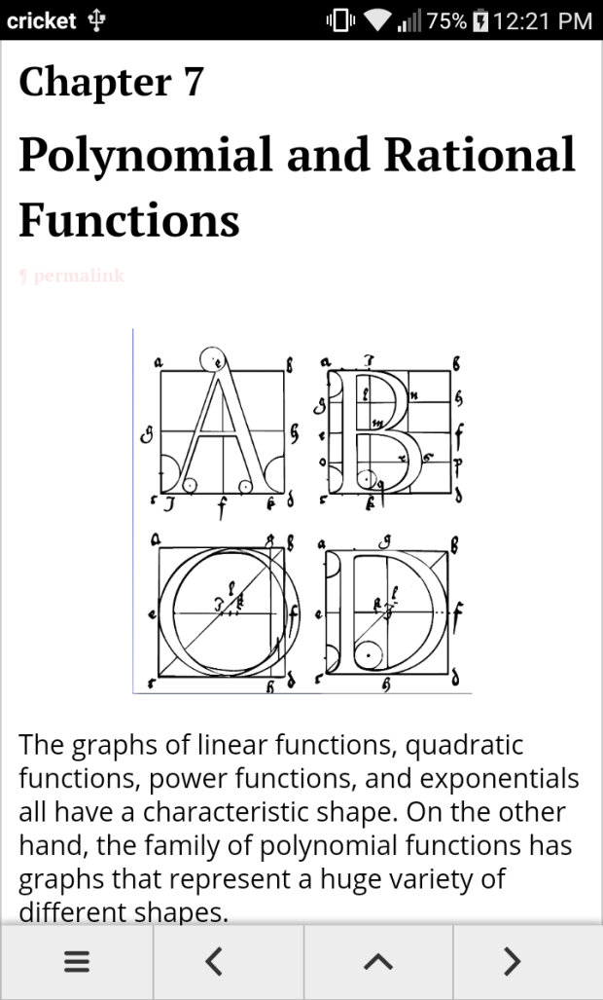 cricket 75% 12:21 PM
Chapter 7
Polynomial and Rational
Functions
¶ permalink
A
B
D
The graphs of linear functions, quadratic
functions, power functions, and exponentials
all have a characteristic shape. On the other
hand, the family of polynomial functions has
graphs that represent a huge variety of
different shapes.